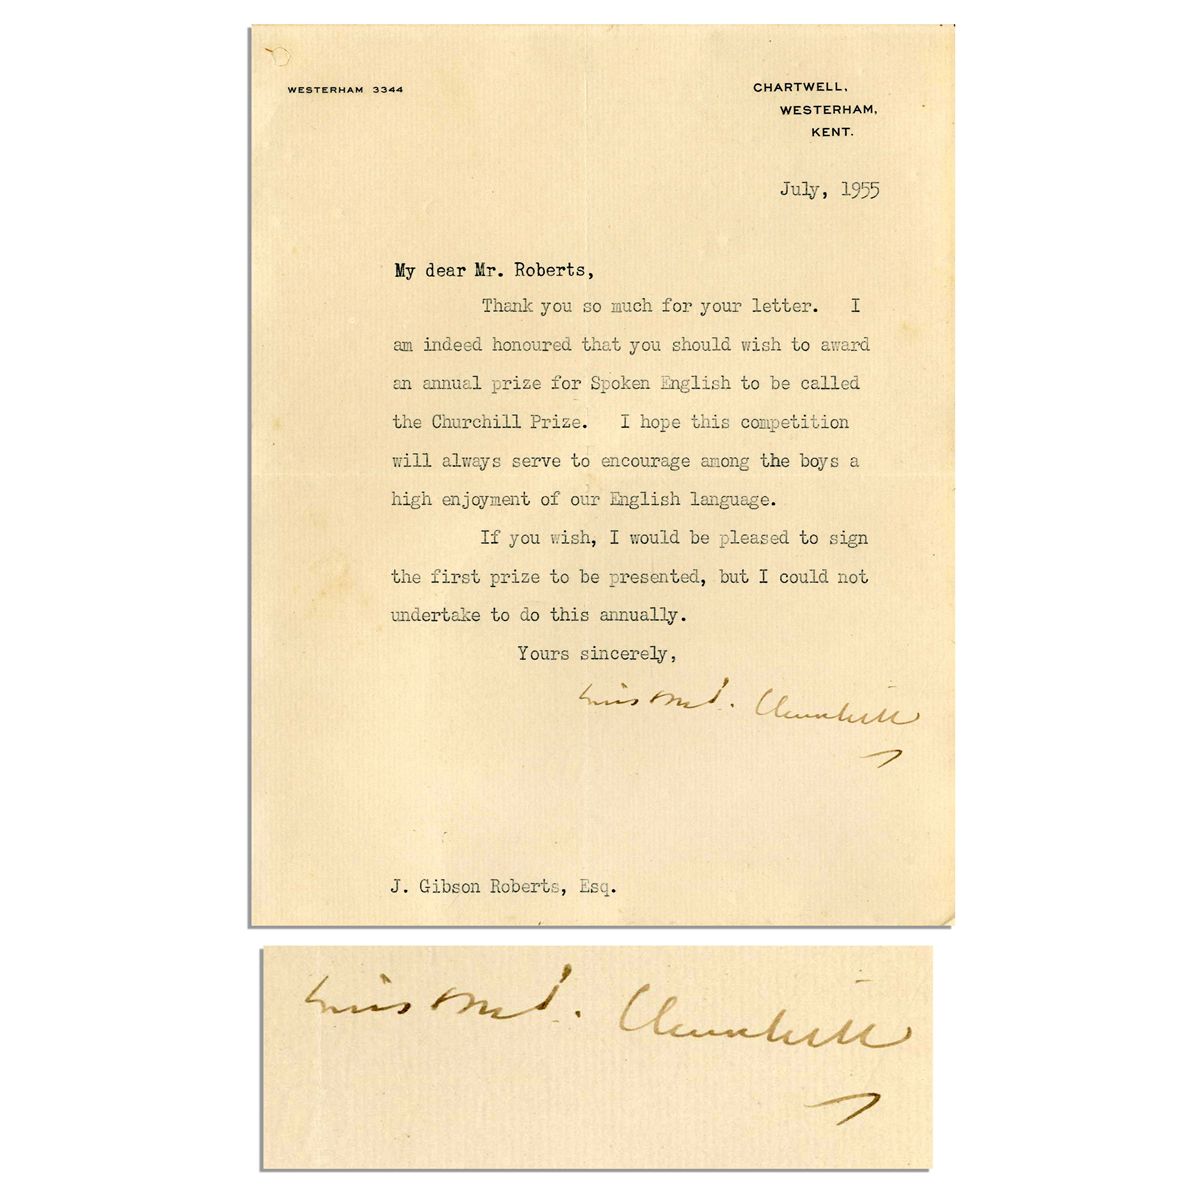 WESTERHAM 3344
CHARTWELL,
WESTERHAM,
KENT.
July, 1955
My dear Mr. Roberts,
Thank you so much for your letter. I
am indeed honoured that you should wish to award
an annual prize for Spoken English to be called
the Churchill Prize. I hope this competition
will always serve to encourage among the boys a
high enjoyment of our English language.
If you wish, I would be pleased to sign
the first prize to be presented, but I could not
undertake to do this annually.
Yours sincerely,
Winston S. Churchill
J. Gibson Roberts, Esq.
Winston S. Churchill